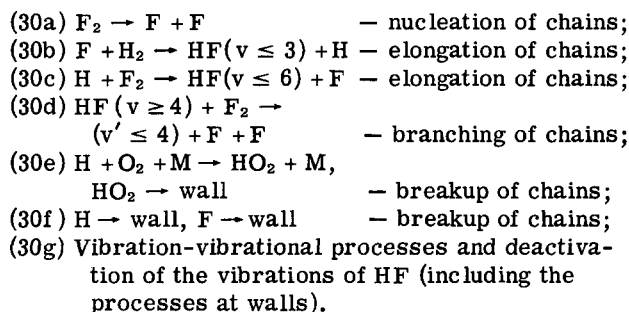 (30a) F₂ → F + F — nucleation of chains;
(30b) F + H₂ → HF(v ≤ 3) + H — elongation of chains;
(30c) H + F₂ → HF(v ≤ 6) + F — elongation of chains;
(30d) HF(v ≥ 4) + F₂ →
(v′ ≤ 4) + F + F — branching of chains;
(30e) H + O₂ + M → HO₂ + M,
HO₂ → wall — breakup of chains;
(30f) H → wall, F → wall — breakup of chains;
(30g) Vibration-vibrational processes and deactiva-
tion of the vibrations of HF (including the
processes at walls).